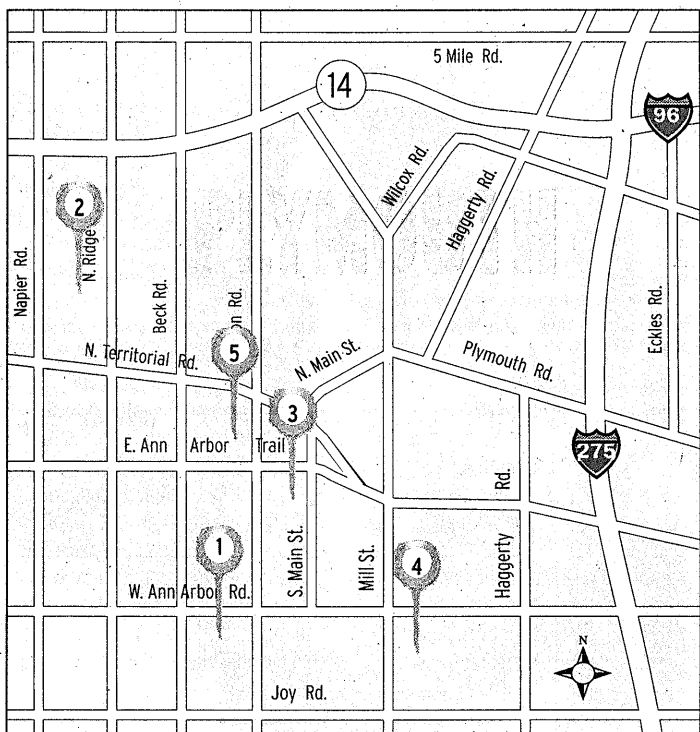 5 Mile Rd.
14
96
Wilcox Rd.
Haggerty Rd.
2
N. Ridge
Napier Rd.
Beck Rd.
on Rd.
Eckles Rd.
5
N. Territorial Rd.
N. Main St.
Plymouth Rd.
3
E. Ann Arbor Trail
275
Haggerty Rd.
1
S. Main St.
Mill St.
4
W. Ann Arbor Rd.
N
Joy Rd.